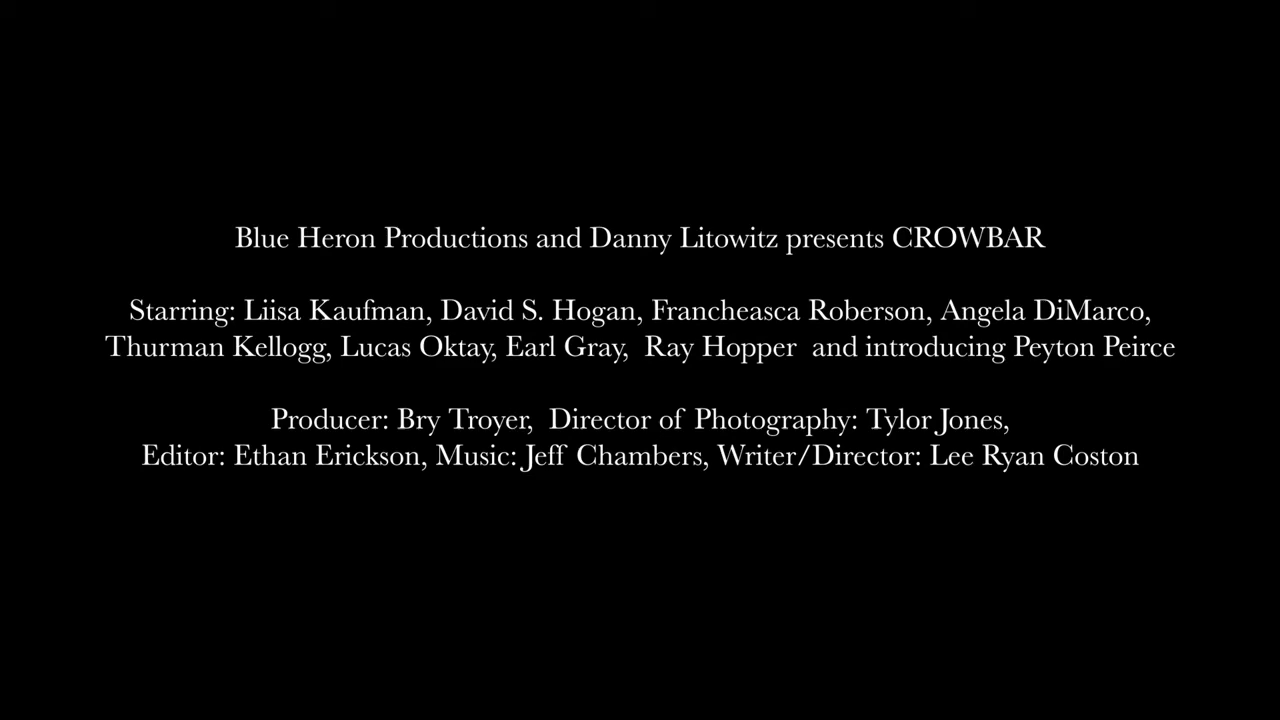 Blue Heron Productions and Danny Litowitz presents CROWBAR
Starring: Liisa Kaufman, David S. Hogan, Francheasca Roberson, Angela DiMarco,
Thurman Kellogg, Lucas Oktay, Earl Gray,  Ray Hopper  and introducing Peyton Peirce
Producer: Bry Troyer,  Director of Photography: Tylor Jones,
Editor: Ethan Erickson, Music: Jeff Chambers, Writer/Director: Lee Ryan Coston